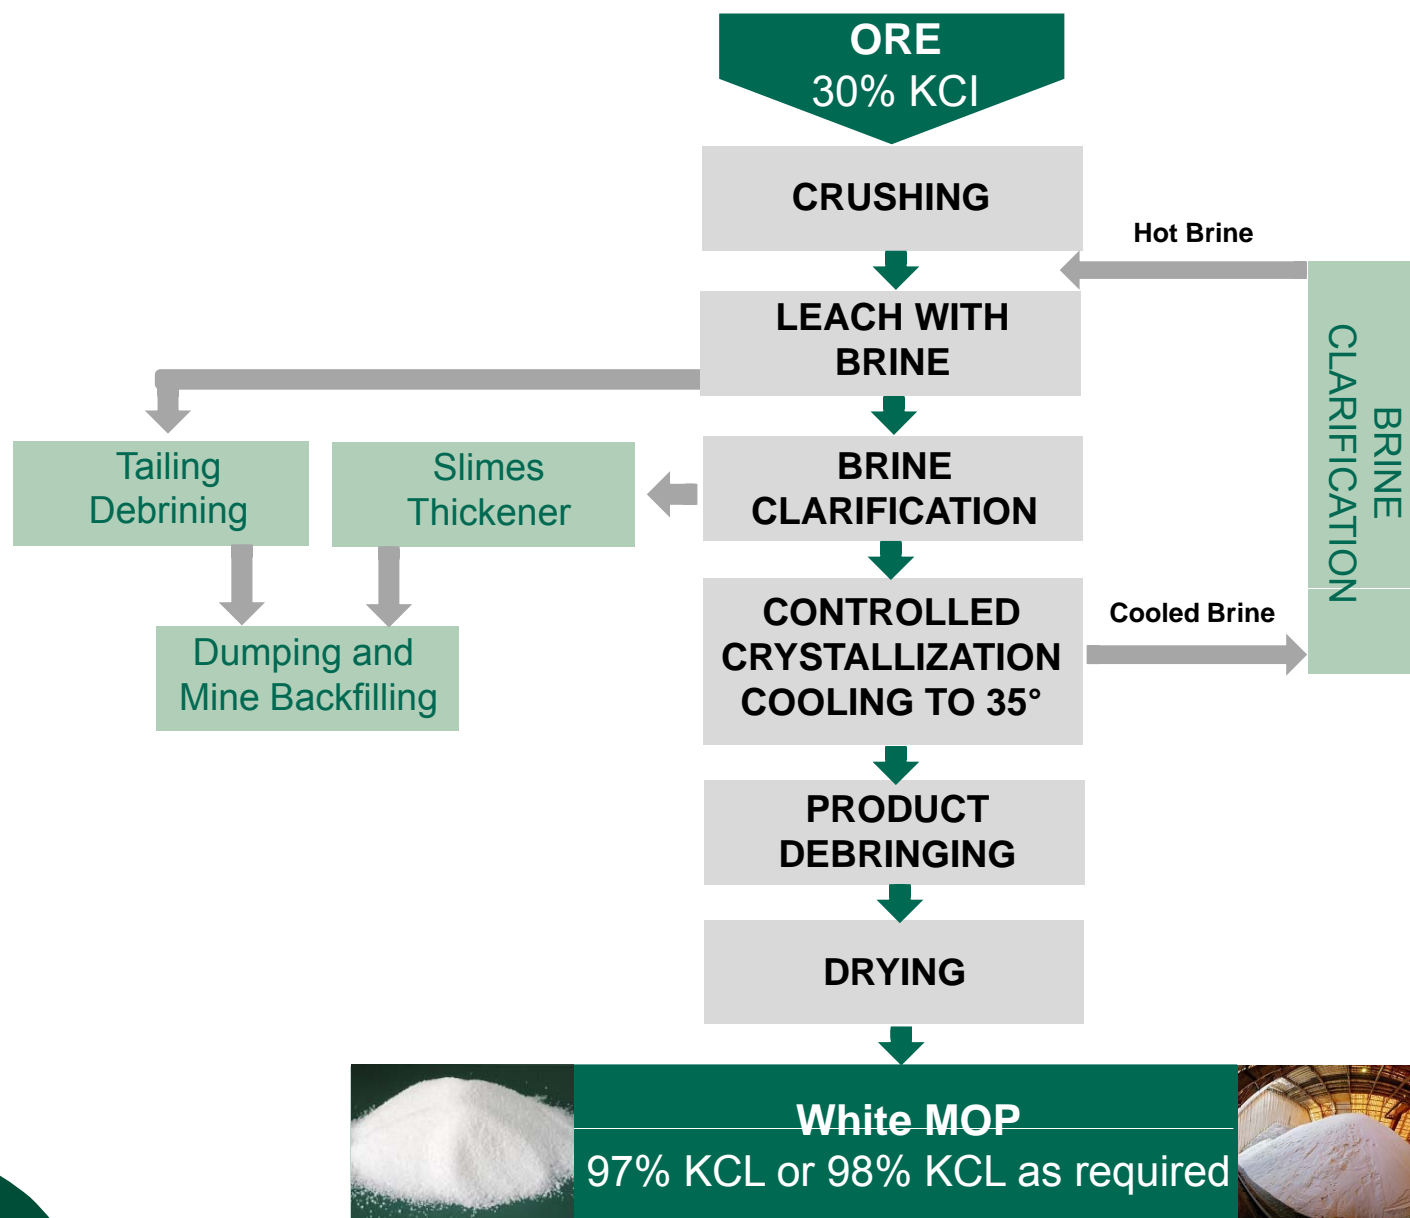 ORE
30% KCl
CRUSHING
Hot Brine
LEACH WITH
BRINE
BRINE
CLARIFICATION
Tailing
Debrining
Slimes
Thickener
BRINE
CLARIFICATION
Dumping and
Mine Backfilling
CONTROLLED
CRYSTALLIZATION
COOLING TO 35°
Cooled Brine
PRODUCT
DEBRINGING
DRYING
White MOP
97% KCL or 98% KCL as required